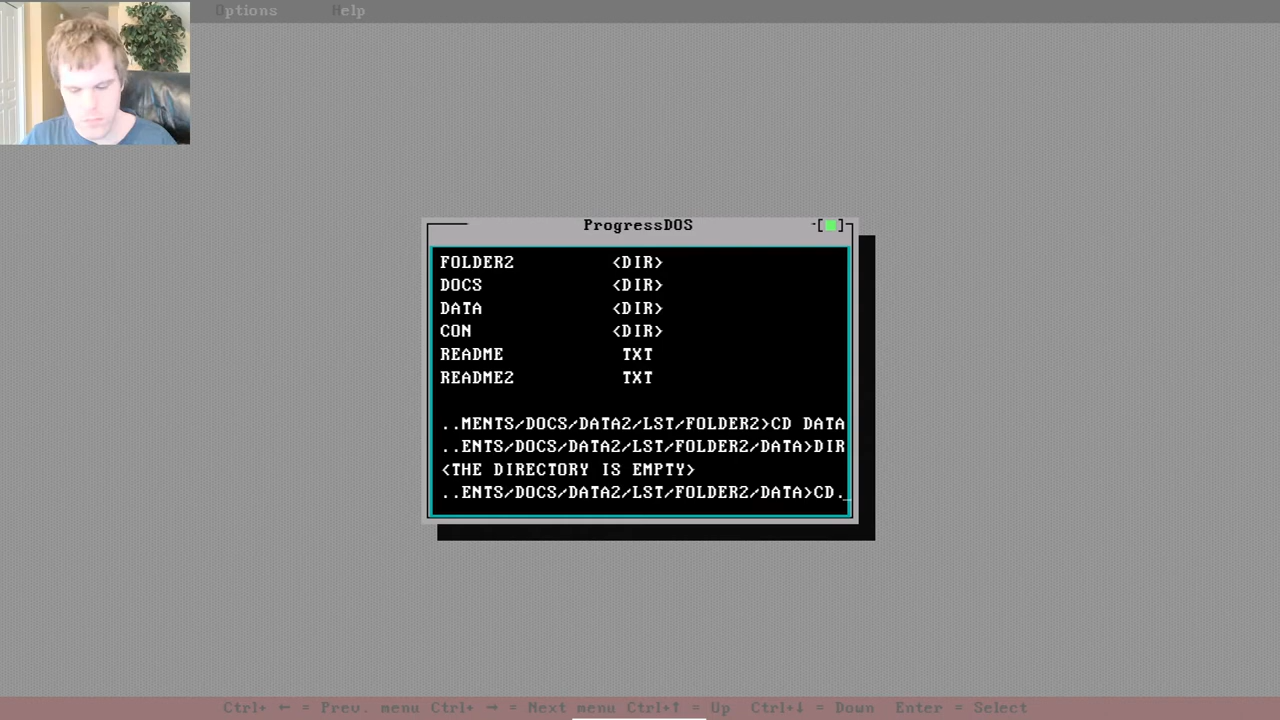 Options Help
ProgressDOS
FOLDER2 <DIR>
DOCS <DIR>
DATA <DIR>
CON <DIR>
README TXT
README2 TXT
..MENTS/DOCS/DATA2/LST/FOLDER2>CD DATA
..ENTS/DOCS/DATA2/LST/FOLDER2/DATA>DIR
<THE DIRECTORY IS EMPTY>
..ENTS/DOCS/DATA2/LST/FOLDER2/DATA>CD._
Ctrl+ ← = Prev. menu Ctrl+ → = Next menu Ctrl+↑ = Up Ctrl+↓ = Down Enter = Select